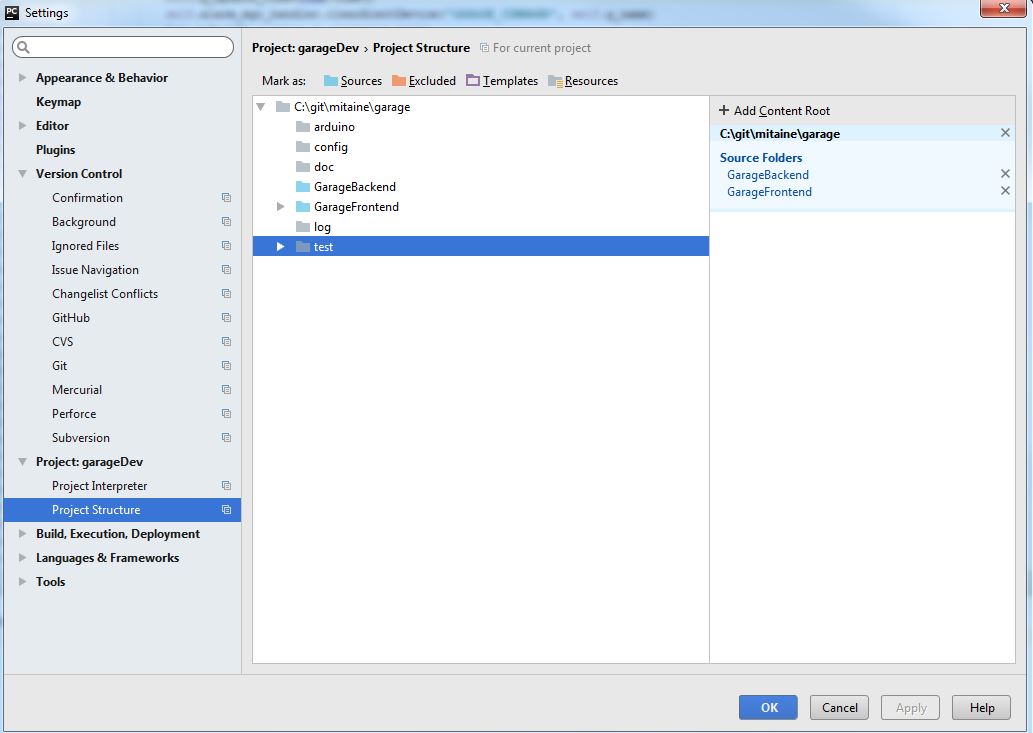 PC Settings
Project: garageDev › Project Structure For current project
Mark as: Sources Excluded Templates Resources
Appearance & Behavior
Keymap
Editor
Plugins
Version Control
Confirmation
Background
Ignored Files
Issue Navigation
Changelist Conflicts
GitHub
CVS
Git
Mercurial
Perforce
Subversion
Project: garageDev
Project Interpreter
Project Structure
Build, Execution, Deployment
Languages & Frameworks
Tools
C:\git\mitaine\garage
arduino
config
doc
GarageBackend
GarageFrontend
log
test
+ Add Content Root
C:\git\mitaine\garage
Source Folders
GarageBackend
GarageFrontend
OK Cancel Apply Help